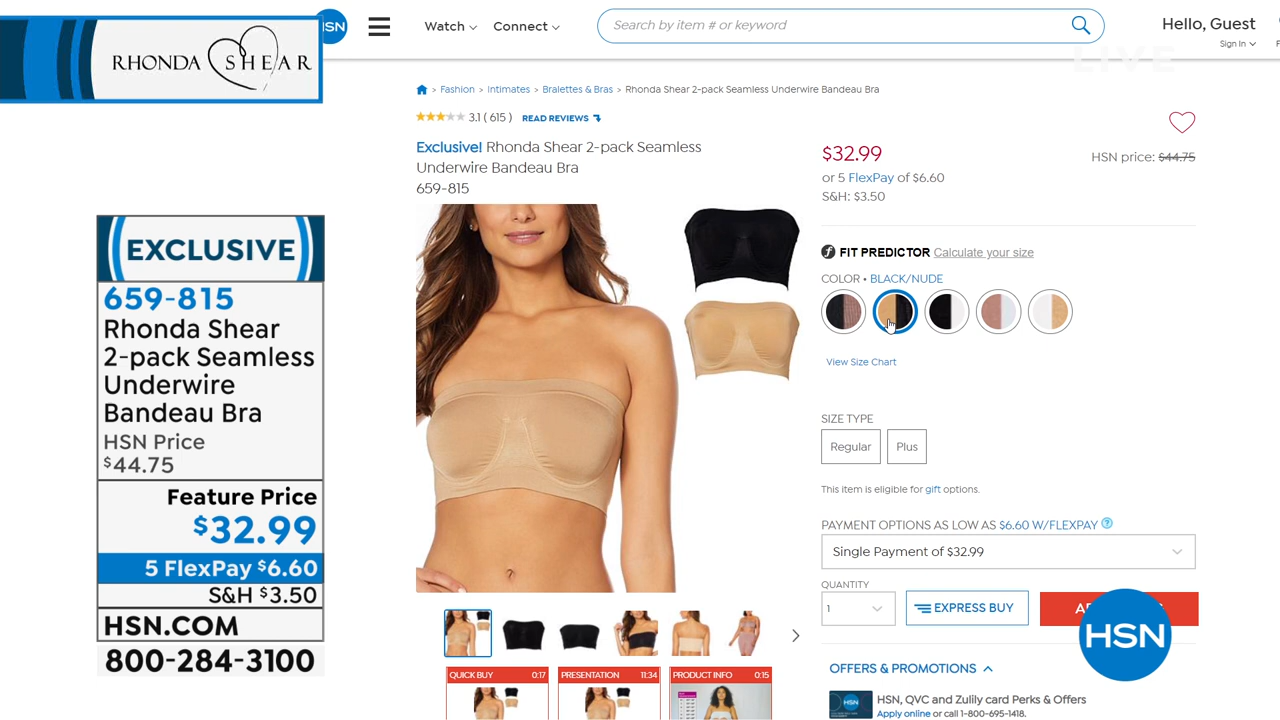 RHONDA SHEAR
HSN
Watch
Connect
Search by item # or keyword
Hello, Guest
Sign In
LIVE
Fashion > Intimates > Bralettes & Bras > Rhonda Shear 2-pack Seamless Underwire Bandeau Bra
3.1 ( 615 ) READ REVIEWS
Exclusive! Rhonda Shear 2-pack Seamless
Underwire Bandeau Bra
659-815
$32.99
HSN price: $44.75
or 5 FlexPay of $6.60
S&H: $3.50
FIT PREDICTOR Calculate your size
COLOR • BLACK/NUDE
View Size Chart
SIZE TYPE
Regular
Plus
This item is eligible for gift options.
PAYMENT OPTIONS AS LOW AS $6.60 W/FLEXPAY
Single Payment of $32.99
QUANTITY
1
EXPRESS BUY
HSN
OFFERS & PROMOTIONS
HSN
HSN, QVC and Zulily card Perks & Offers
Apply online or call 1-800-695-1418.
QUICK BUY 0:17
PRESENTATION 11:34
PRODUCT INFO 0:15
EXCLUSIVE
659-815
Rhonda Shear
2-pack Seamless
Underwire
Bandeau Bra
HSN Price
$44.75
Feature Price
$32.99
5 FlexPay $6.60
S&H $3.50
HSN.COM
800-284-3100